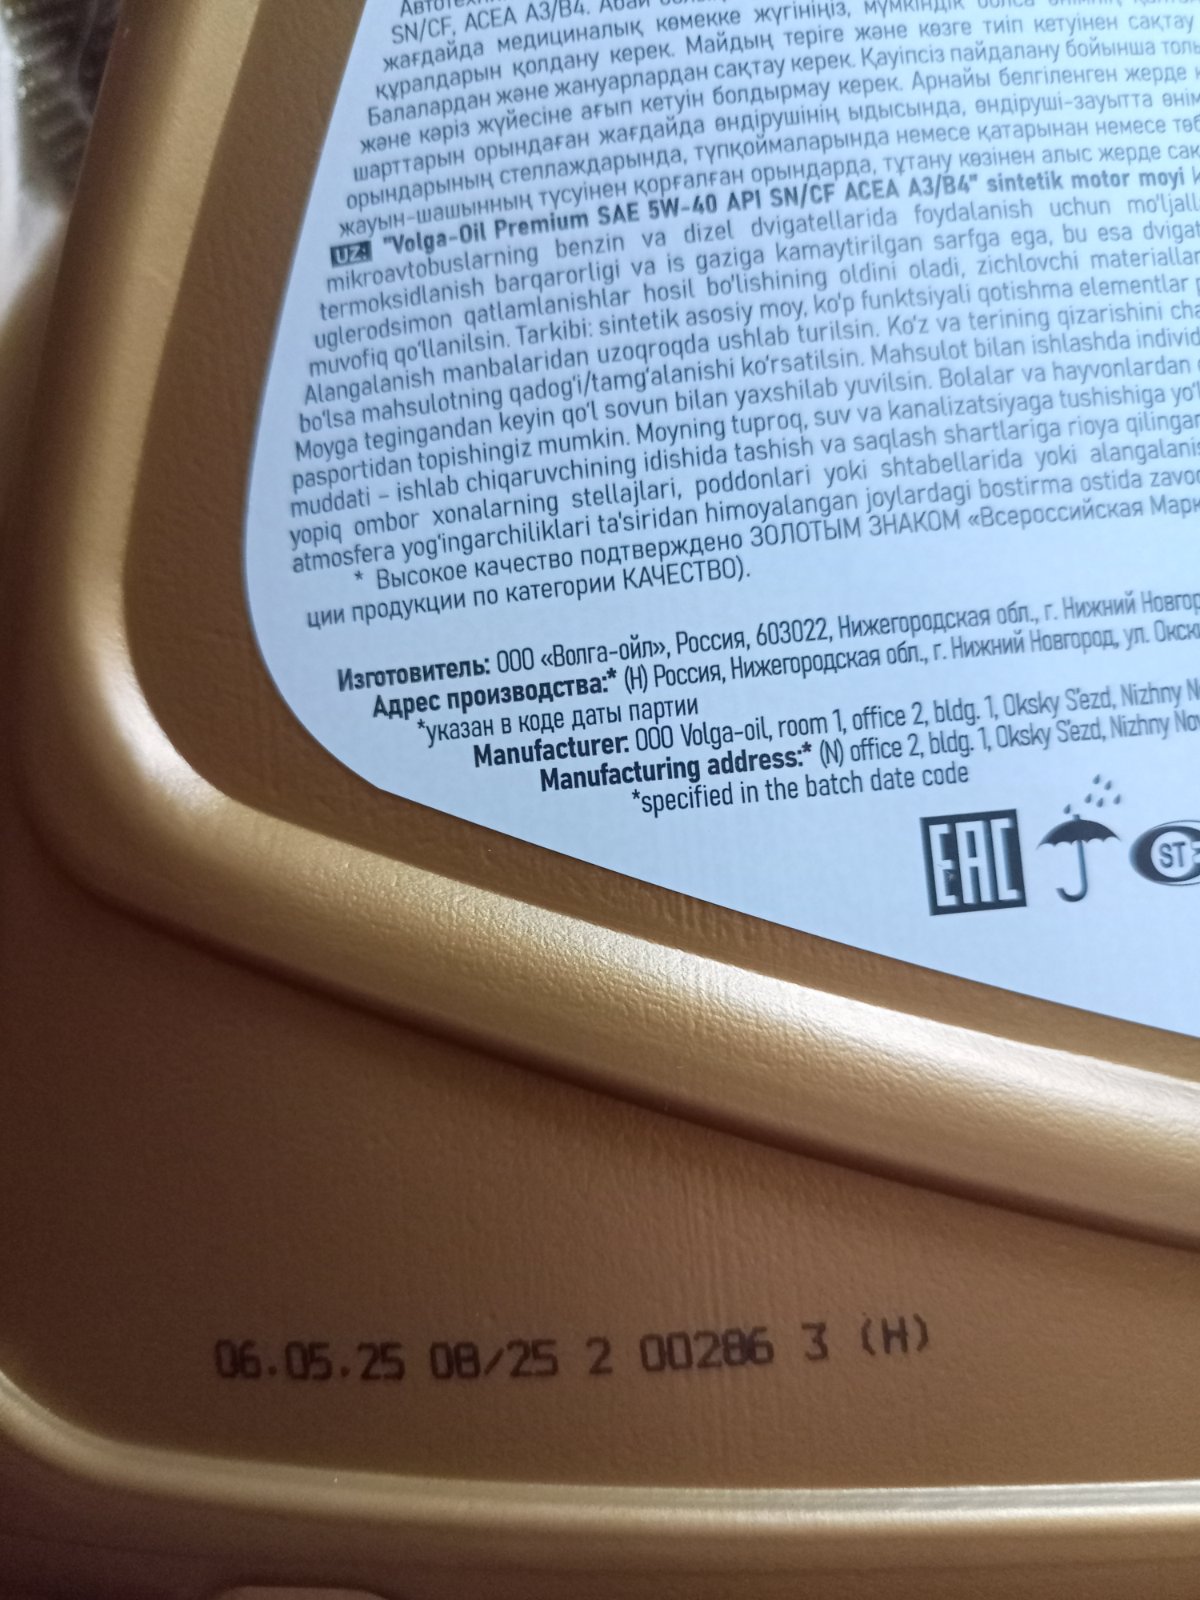 SN/CF, ACEA A3/B4. Абай
жағдайда медициналық көмекке жүгініңіз, мүмкіндік
құралдарын қолдану керек. Майдың теріге және көзге тиіп кетуінен сақтау
Балалардан және жануарлардан сақтау керек. Қауіпсіз пайдалану бойынша
және кәріз жүйесіне ағып кетуін болдырмау керек. Арнайы белгіленген жерде
шарттарын орындаған жағдайда өндірушінің ыдысында, өндіруші-зауытта
орындарының стеллаждарында, түпқоймаларында немесе қатарынан немесе
жауын-шашынның түсуінен қорғалған орындарда, тұтану көзінен алыс жерде
UZ: "Volga-Oil Premium SAE 5W-40 API SN/CF ACEA A3/B4" sintetik motor moyi
mikroavtobuslarning benzin va dizel dvigatellarida foydalanish uchun
termoksidlanish barqarorligi va is gaziga kamaytirilgan sarfga ega, bu esa
uglerodsimon qatlamlanishlar hosil bo'lishining oldini oladi, zichlovchi
muvofiq qo'llanilsin. Tarkibi: sintetik asosiy moy, ko'p funktsiyali qotishma elementlar
Alangalanish manbalaridan uzoqroqda ushlab turilsin. Ko'z va terining qizarishini
bo'lsa mahsulotning qadog'i/tamg'alanishi ko'rsatilsin. Mahsulot bilan ishlashda
Moyga tegingandan keyin qo'l sovun bilan yaxshilab yuvilsin. Bolalar va hayvonlardan
pasportidan topishingiz mumkin. Moyning tuproq, suv va kanalizatsiyaga tushishiga
muddati – ishlab chiqaruvchining idishida tashish va saqlash shartlariga rioya
yopiq ombor xonalarning stellajlari, poddonlari yoki shtabellarida yoki
atmosfera yog'ingarchiliklari ta'siridan himoyalangan joylardagi bostirma ostida
* Высокое качество подтверждено ЗОЛОТЫМ ЗНАКОМ «Всероссийская
ции продукции по категории КАЧЕСТВО).
Изготовитель: ООО «Волга-ойл», Россия, 603022, Нижегородская обл., г. Нижний
Адрес производства:* (Н) Россия, Нижегородская обл., г. Нижний Новгород, ул.
*указан в коде даты партии
Manufacturer: OOO Volga-oil, room 1, office 2, bldg. 1, Oksky S'ezd, Nizhny
Manufacturing address:* (N) office 2, bldg. 1, Oksky S'ezd, Nizhny
*specified in the batch date code
EAC
ST
06.05.25 08/25 2 00286 3 (H)